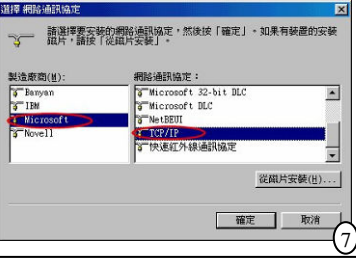 選擇 網路通訊協定
請選擇要安裝的網路通訊協定，然後按「確定」。如果有裝置的安裝
磁片，請按「從磁片安裝」。
製造廠商(M):
網路通訊協定：
Banyan
IBM
Microsoft
Novell
Microsoft 32-bit DLC
Microsoft DLC
NetBEUI
TCP/IP
快速紅外線通訊協定
從磁片安裝(H)...
確定
取消
7